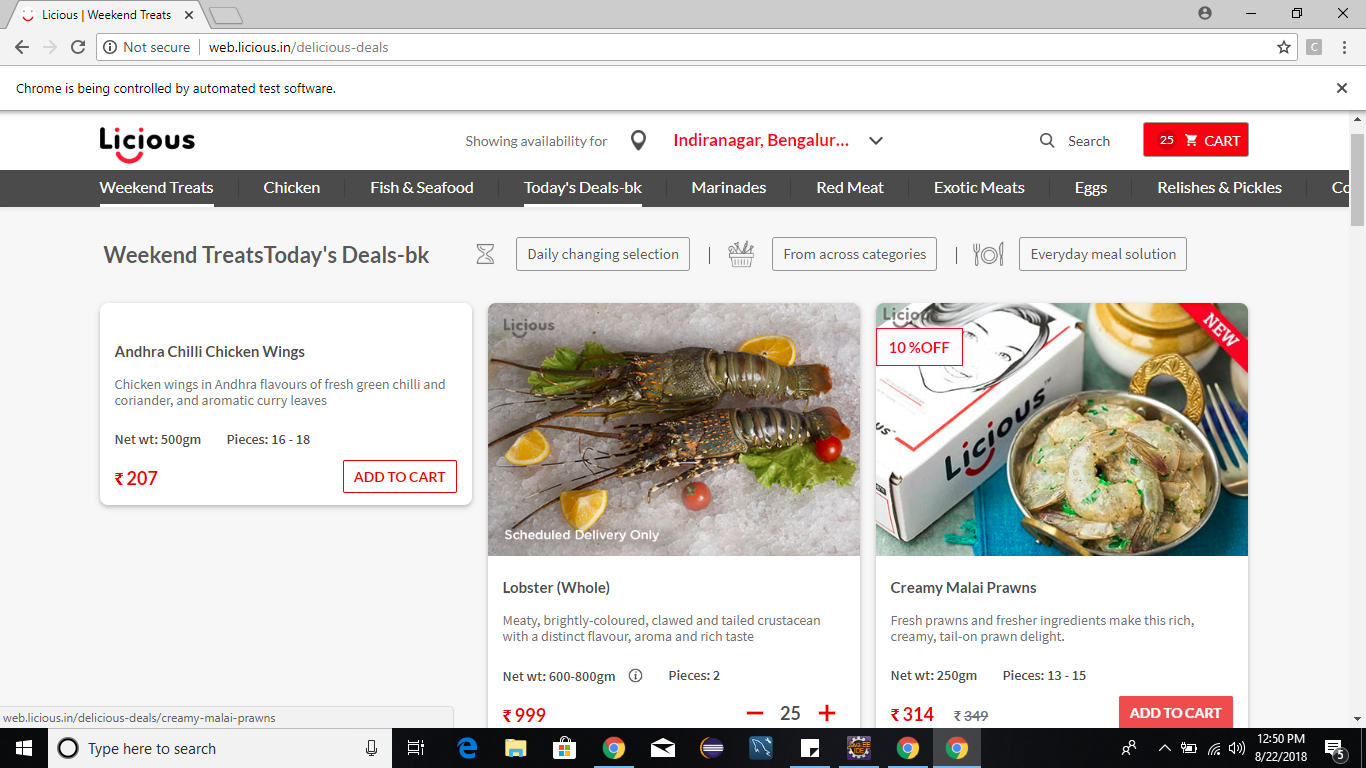 Licious | Weekend Treats
Not secure | web.licious.in/delicious-deals
Chrome is being controlled by automated test software.
Licious
Showing availability for
Indiranagar, Bengalur...
Search
25 CART
Weekend Treats
Chicken
Fish & Seafood
Today's Deals-bk
Marinades
Red Meat
Exotic Meats
Eggs
Relishes & Pickles
Co
Weekend TreatsToday's Deals-bk
Daily changing selection
|
From across categories
|
Everyday meal solution
Andhra Chilli Chicken Wings
Chicken wings in Andhra flavours of fresh green chilli and
coriander, and aromatic curry leaves
Net wt: 500gm Pieces: 16 - 18
₹ 207
ADD TO CART
Licious
Scheduled Delivery Only
Lobster (Whole)
Meaty, brightly-coloured, clawed and tailed crustacean
with a distinct flavour, aroma and rich taste
Net wt: 600-800gm Pieces: 2
₹ 999
25
Licious
10 %OFF
NEW
Licious™
Creamy Malai Prawns
Fresh prawns and fresher ingredients make this rich,
creamy, tail-on prawn delight.
Net wt: 250gm Pieces: 13 - 15
₹ 314 ₹ 349
ADD TO CART
web.licious.in/delicious-deals/creamy-malai-prawns
Type here to search
12:50 PM
8/22/2018
5